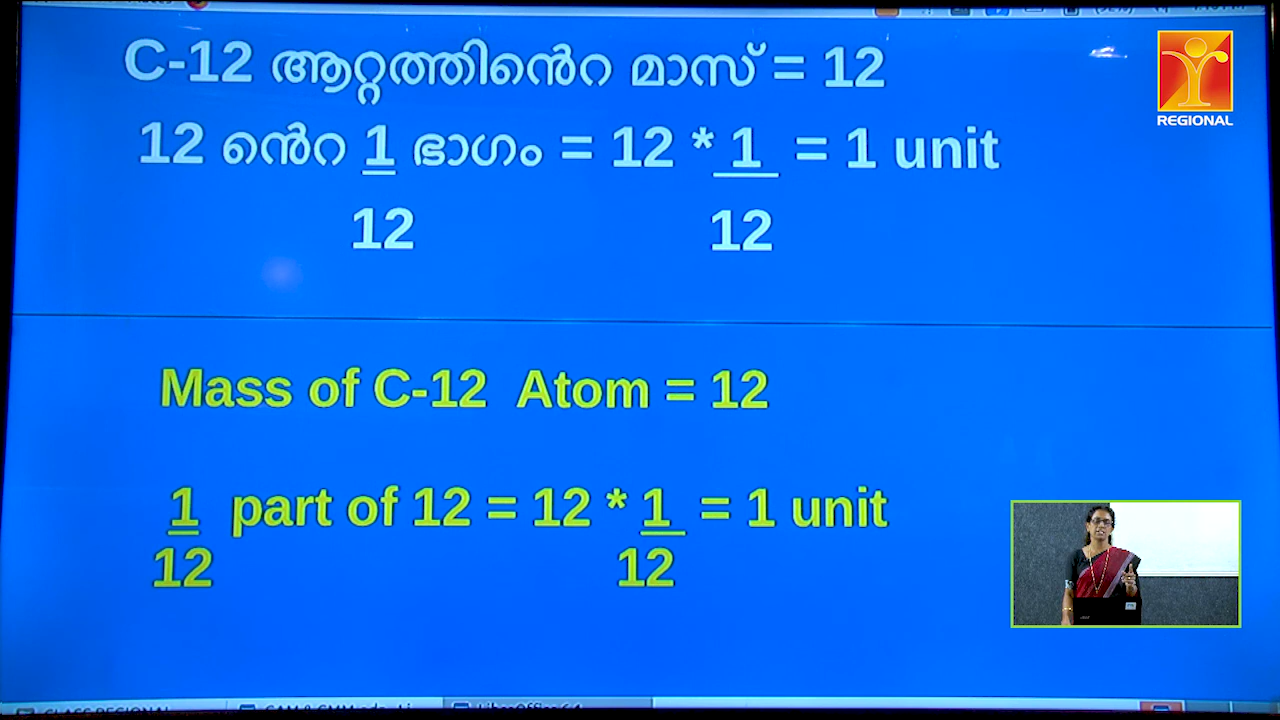 REGIONAL
C-12 ആറ്റത്തിൻെറ മാസ് = 12
12 ൻെറ 1 ഭാഗം = 12 * 1 = 1 unit
12 12
Mass of C-12 Atom = 12
1 part of 12 = 12 * 1 = 1 unit
12 12